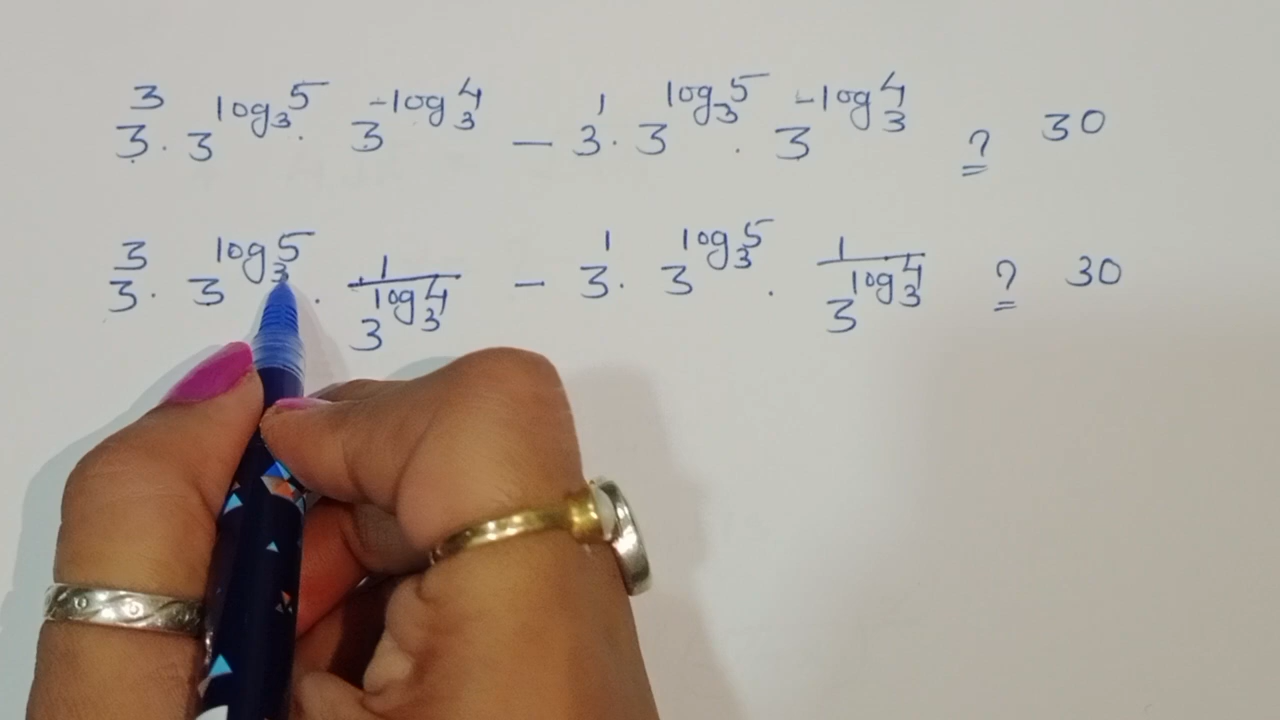 3^3 · 3^{log_3 5} · 3^{-log_3 4} - 3^1 · 3^{log_3 5} · 3^{-log_3 4} ≟ 30
3^3 · 3^{log_3 5} · 1/3^{log_3 4} - 3^1 · 3^{log_3 5} · 1/3^{log_3 4} ≟ 30